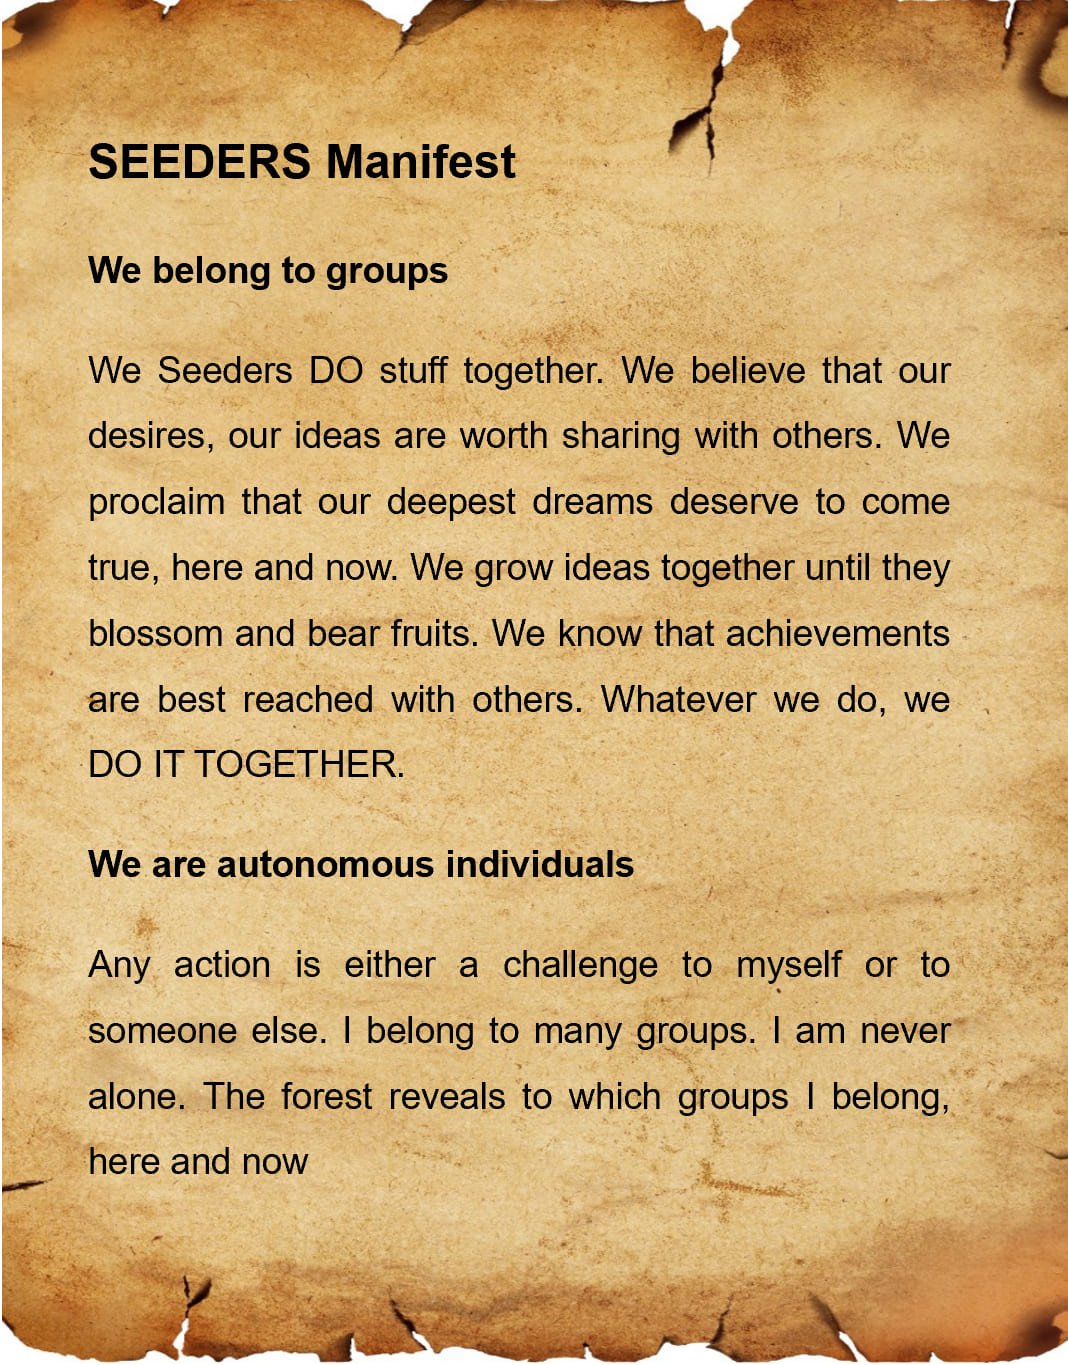 SEEDERS Manifest
We belong to groups
We Seeders DO stuff together. We believe that our
desires, our ideas are worth sharing with others. We
proclaim that our deepest dreams deserve to come
true, here and now. We grow ideas together until they
blossom and bear fruits. We know that achievements
are best reached with others. Whatever we do, we
DO IT TOGETHER.
We are autonomous individuals
Any action is either a challenge to myself or to
someone else. I belong to many groups. I am never
alone. The forest reveals to which groups I belong,
here and now